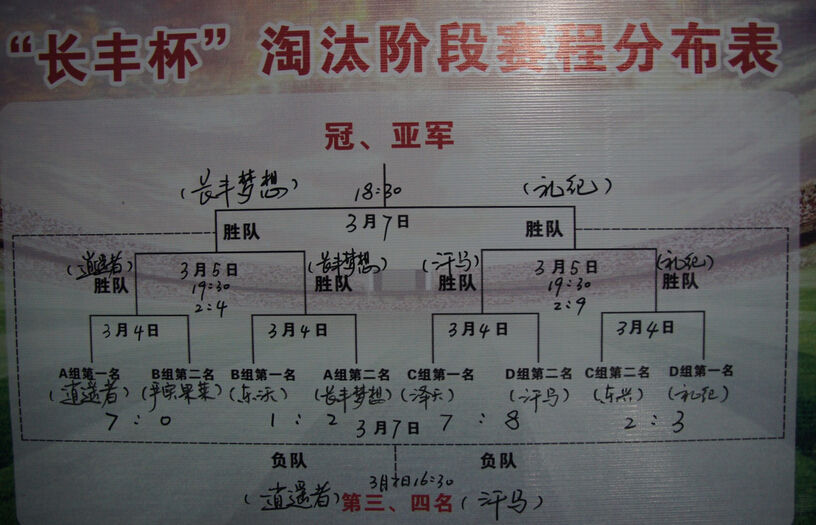 “长丰杯”淘汰阶段赛程分布表
冠、亚军
(长丰梦想) 18:30 (礼纪)
3月7日
胜队 胜队
(逍遥者) 3月5日 (长丰梦想) (汗马) 3月5日 (礼纪)
胜队 19:30 胜队 胜队 19:30 胜队
2:4 2:9
3月4日 3月4日 3月4日 3月4日
A组第一名 B组第二名 B组第一名 A组第二名 C组第一名 D组第二名 C组第二名 D组第一名
(逍遥者) 果菜) (东沃) (长丰梦想) (泽天) (汗马) (东兴) (礼纪)
7:0 1:2 7:8 2:3
3月7日
负队 负队
3月7日16:30
(逍遥者) 第三、四名 (汗马)